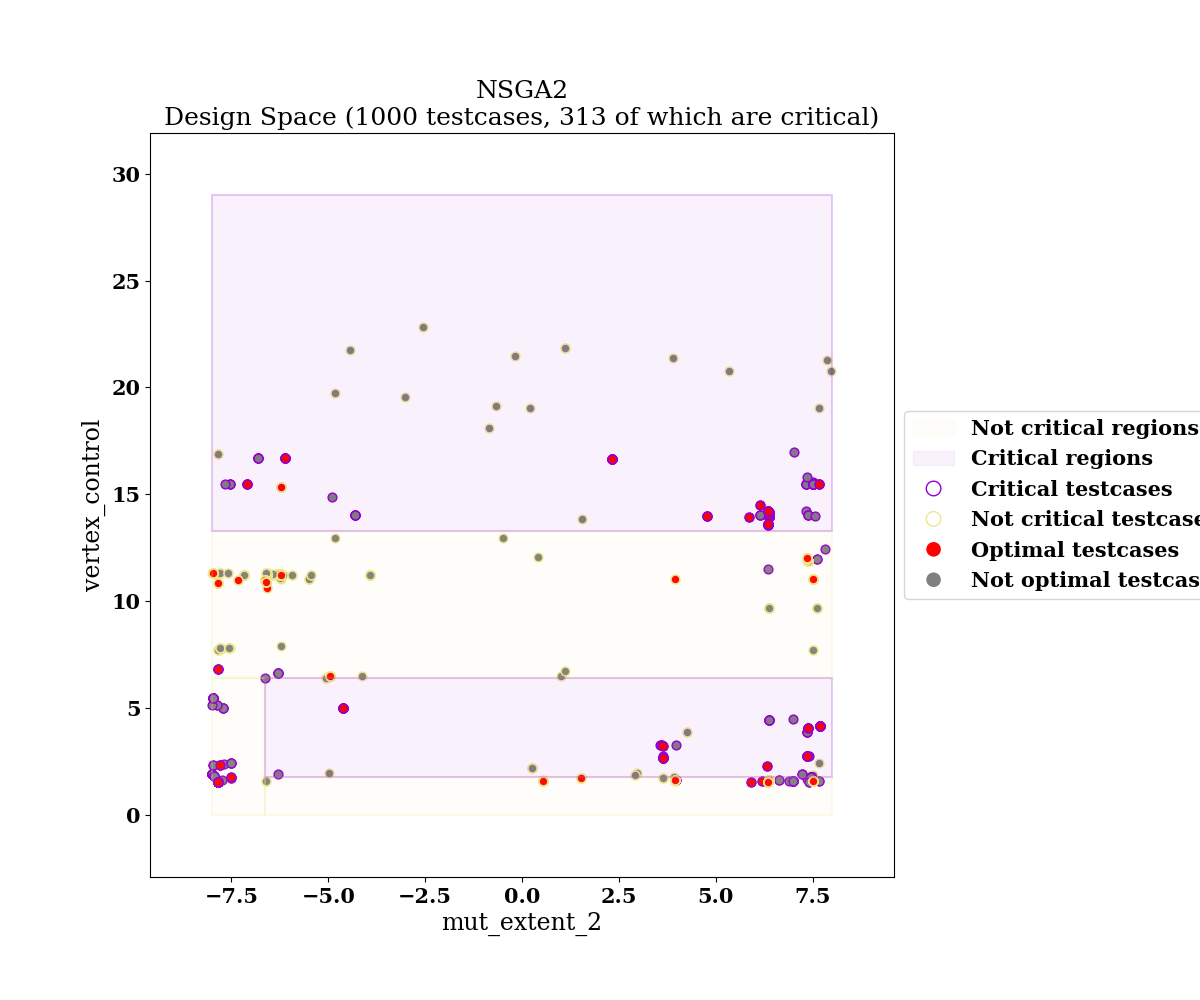 NSGA2
Design Space (1000 testcases, 313 of which are critical)
30
25
20
15
10
5
0
vertex_control
−7.5 −5.0 −2.5 0.0 2.5 5.0 7.5
mut_extent_2
Not critical regions
Critical regions
Critical testcases
Not critical testcase
Optimal testcases
Not optimal testcas